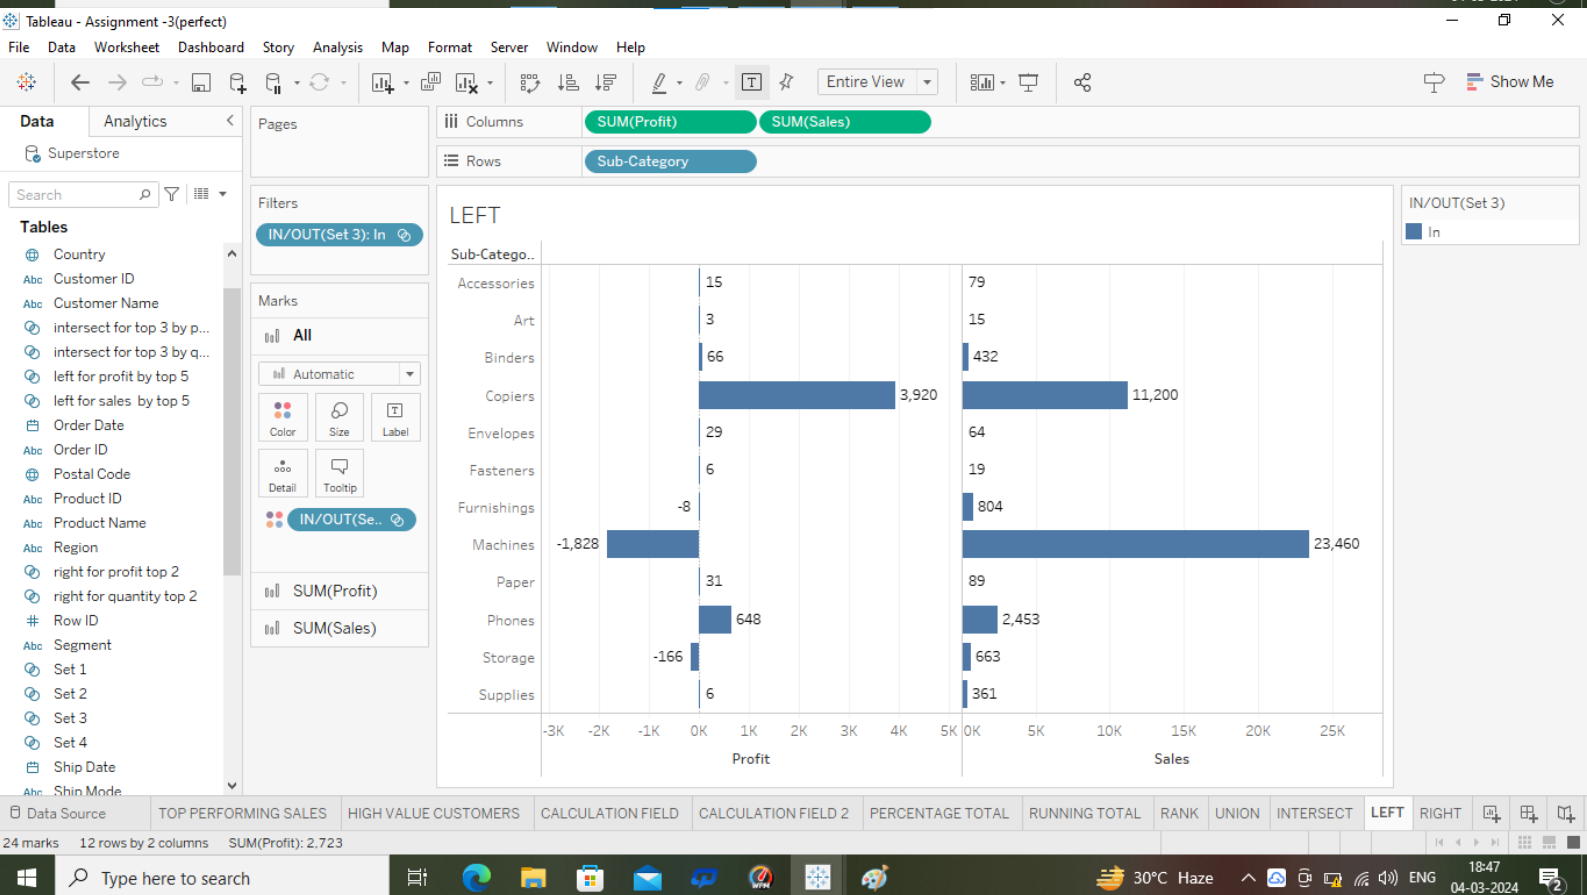 Tableau - Assignment -3(perfect)
File Data Worksheet Dashboard Story Analysis Map Format Server Window Help
Entire View
Show Me
Data Analytics
Superstore
Search
Tables
Country
Abc Customer ID
Abc Customer Name
intersect for top 3 by p...
intersect for top 3 by q...
left for profit by top 5
left for sales by top 5
Order Date
Abc Order ID
Postal Code
Abc Product ID
Abc Product Name
Abc Region
right for profit top 2
right for quantity top 2
# Row ID
Abc Segment
Set 1
Set 2
Set 3
Set 4
Ship Date
Abc Ship Mode
Pages
Filters
IN/OUT(Set 3): In
Marks
All
Automatic
Color Size Label
Detail Tooltip
IN/OUT(Se..
SUM(Profit)
SUM(Sales)
Columns SUM(Profit) SUM(Sales)
Rows Sub-Category
LEFT
Sub-Catego..
Accessories 15 79
Art 3 15
Binders 66 432
Copiers 3,920 11,200
Envelopes 29 64
Fasteners 6 19
Furnishings -8 804
Machines -1,828 23,460
Paper 31 89
Phones 648 2,453
Storage -166 663
Supplies 6 361
-3K -2K -1K 0K 1K 2K 3K 4K 5K 0K 5K 10K 15K 20K 25K
Profit Sales
IN/OUT(Set 3)
In
Data Source TOP PERFORMING SALES HIGH VALUE CUSTOMERS CALCULATION FIELD CALCULATION FIELD 2 PERCENTAGE TOTAL RUNNING TOTAL RANK UNION INTERSECT LEFT RIGHT
24 marks 12 rows by 2 columns SUM(Profit): 2,723
Type here to search
30°C Haze
ENG
18:47
04-03-2024
2